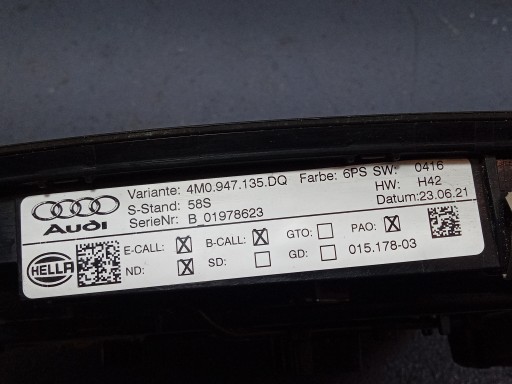 Audi
Variante: 4M0.947.135.DQ Farbe: 6PS SW: 0416
S-Stand: 58S HW: H42
SerieNr: B_01978623 Datum:23.06.21
HELLA
E-CALL: B-CALL: GTO: PAO:
ND: SD: GD: 015.178-03